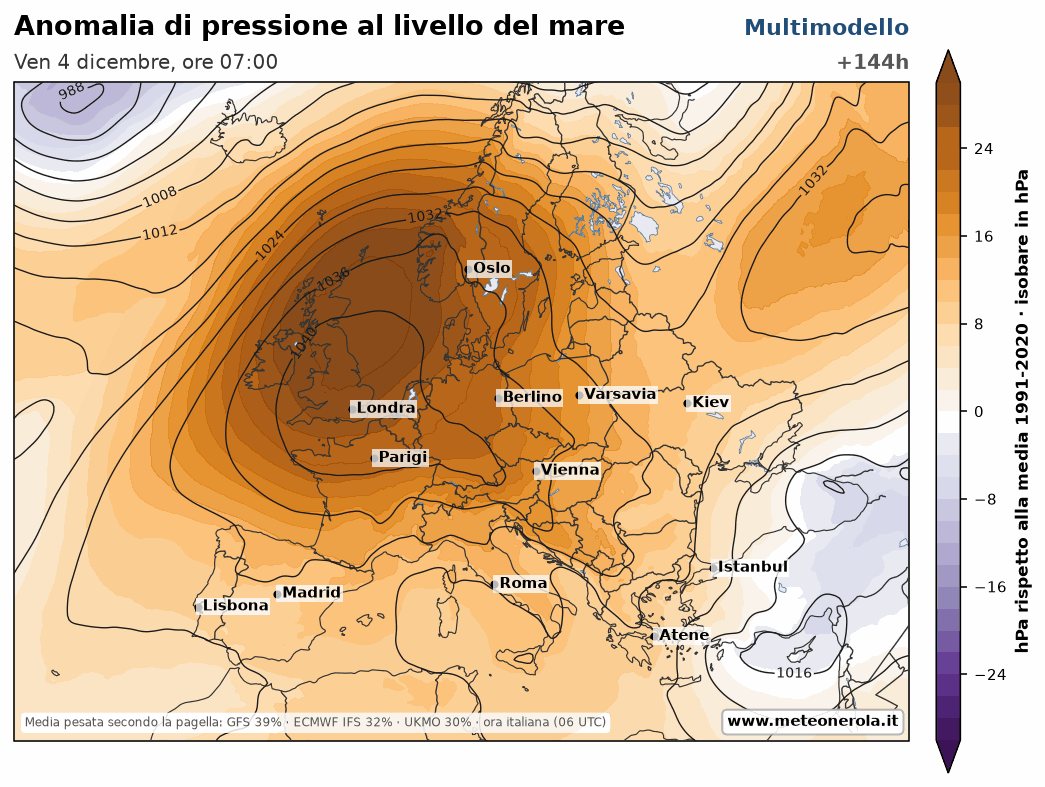 Anomalia di pressione al livello del mare
Multimodello
Ven 4 dicembre, ore 07:00
+144h
988
1008
1012
1024
1032
1032
1036
1040
Oslo
Berlino
Varsavia
Kiev
Londra
Parigi
Vienna
Istanbul
Roma
Madrid
Lisbona
Atene
1016
Media pesata secondo la pagella: GFS 39% · ECMWF IFS 32% · UKMO 30% · ora italiana (06 UTC)
www.meteonerola.it
24
16
8
0
−8
−16
−24
hPa rispetto alla media 1991-2020 · isobare in hPa